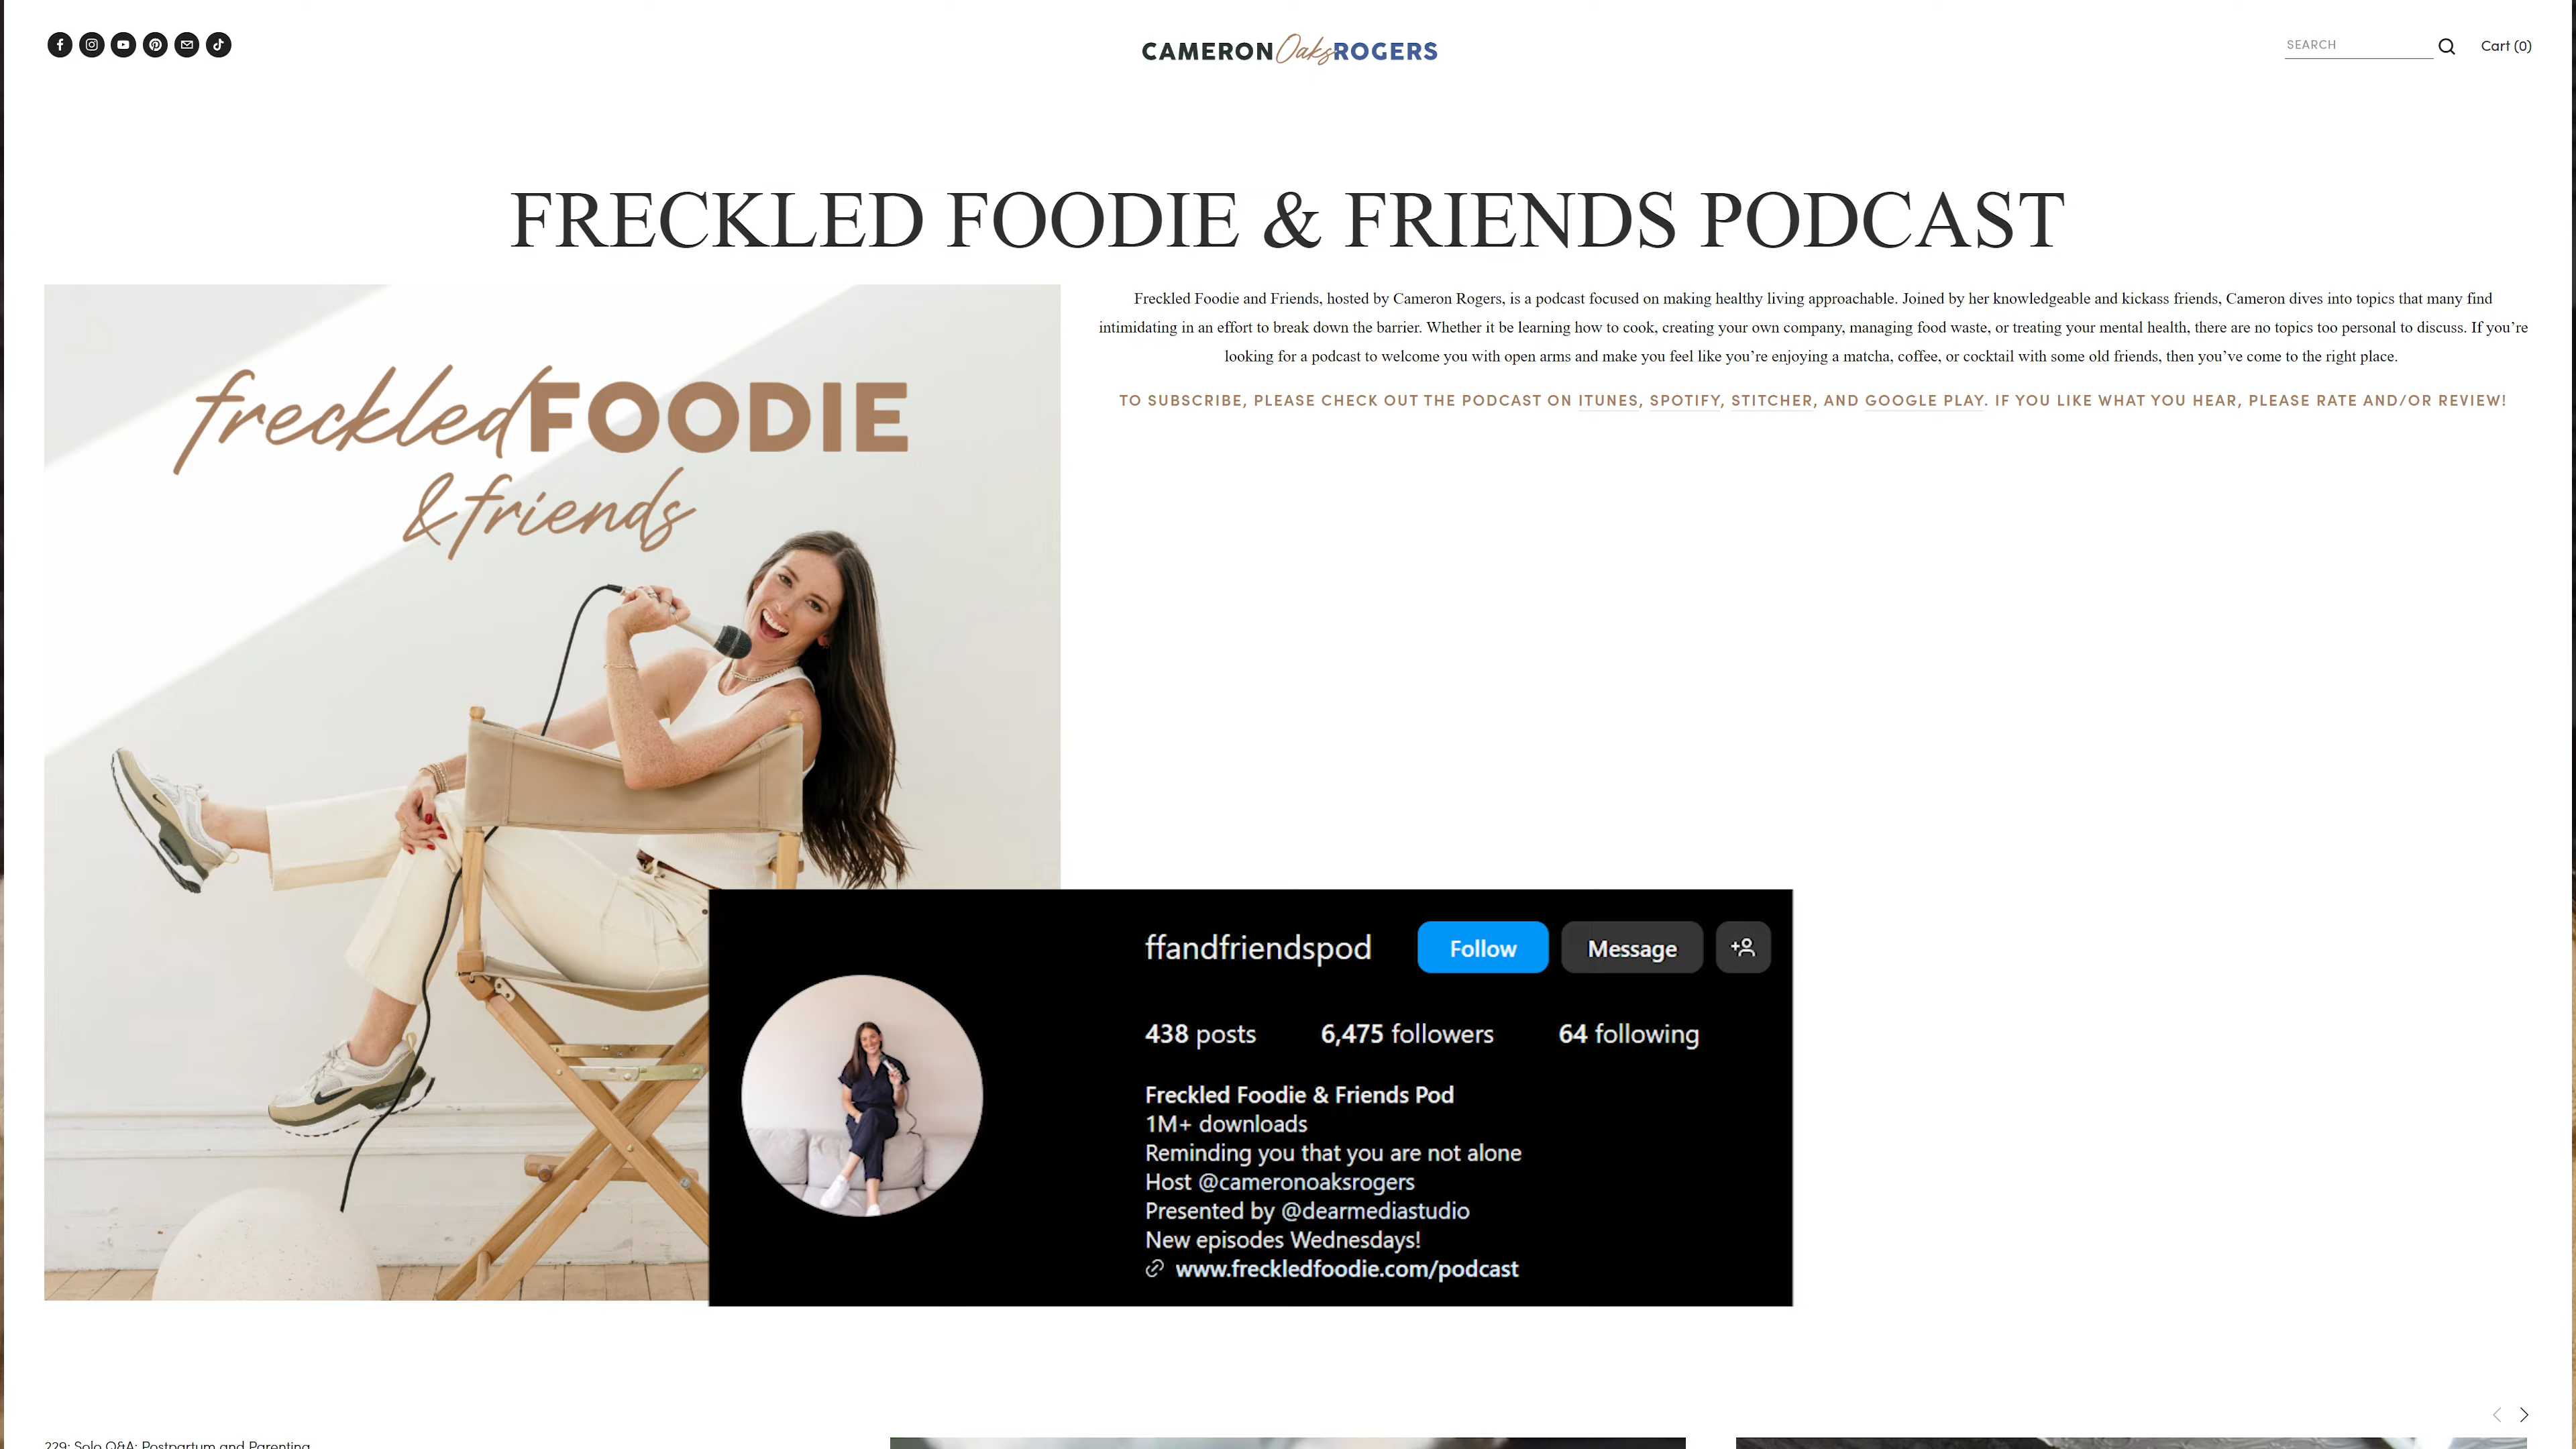 CAMERON Oaks ROGERS
SEARCH
Cart (0)
FRECKLED FOODIE & FRIENDS PODCAST
freckled FOODIE
& friends
Freckled Foodie and Friends, hosted by Cameron Rogers, is a podcast focused on making healthy living approachable. Joined by her knowledgeable and kickass friends, Cameron dives into topics that many find
intimidating in an effort to break down the barrier. Whether it be learning how to cook, creating your own company, managing food waste, or treating your mental health, there are no topics too personal to discuss. If you’re
looking for a podcast to welcome you with open arms and make you feel like you’re enjoying a matcha, coffee, or cocktail with some old friends, then you’ve come to the right place.
TO SUBSCRIBE, PLEASE CHECK OUT THE PODCAST ON ITUNES, SPOTIFY, STITCHER, AND GOOGLE PLAY. IF YOU LIKE WHAT YOU HEAR, PLEASE RATE AND/OR REVIEW!
ffandfriendspod
Follow
Message
438 posts 6,475 followers 64 following
Freckled Foodie & Friends Pod
1M+ downloads
Reminding you that you are not alone
Host @cameronoaksrogers
Presented by @dearmediastudio
New episodes Wednesdays!
www.freckledfoodie.com/podcast
229: Solo Q&A: Postpartum and Parenting